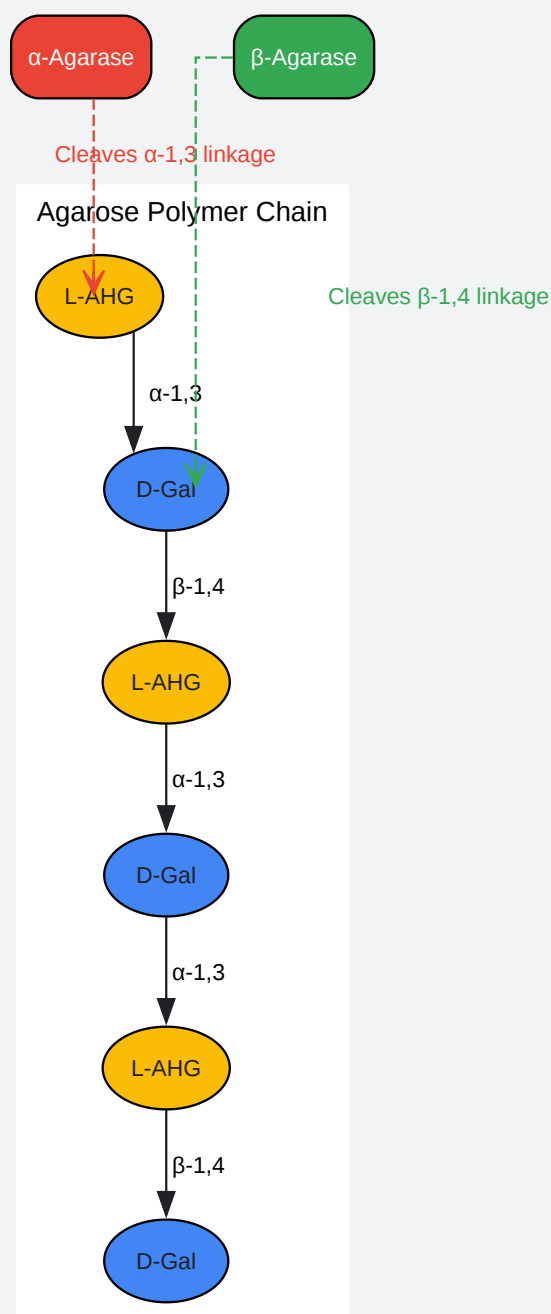 α-Agarase
β-Agarase
Cleaves α-1,3 linkage
Agarose Polymer Chain
L-AHG
Cleaves β-1,4 linkage
α-1,3
D-Gal
β-1,4
L-AHG
α-1,3
D-Gal
α-1,3
L-AHG
β-1,4
D-Gal